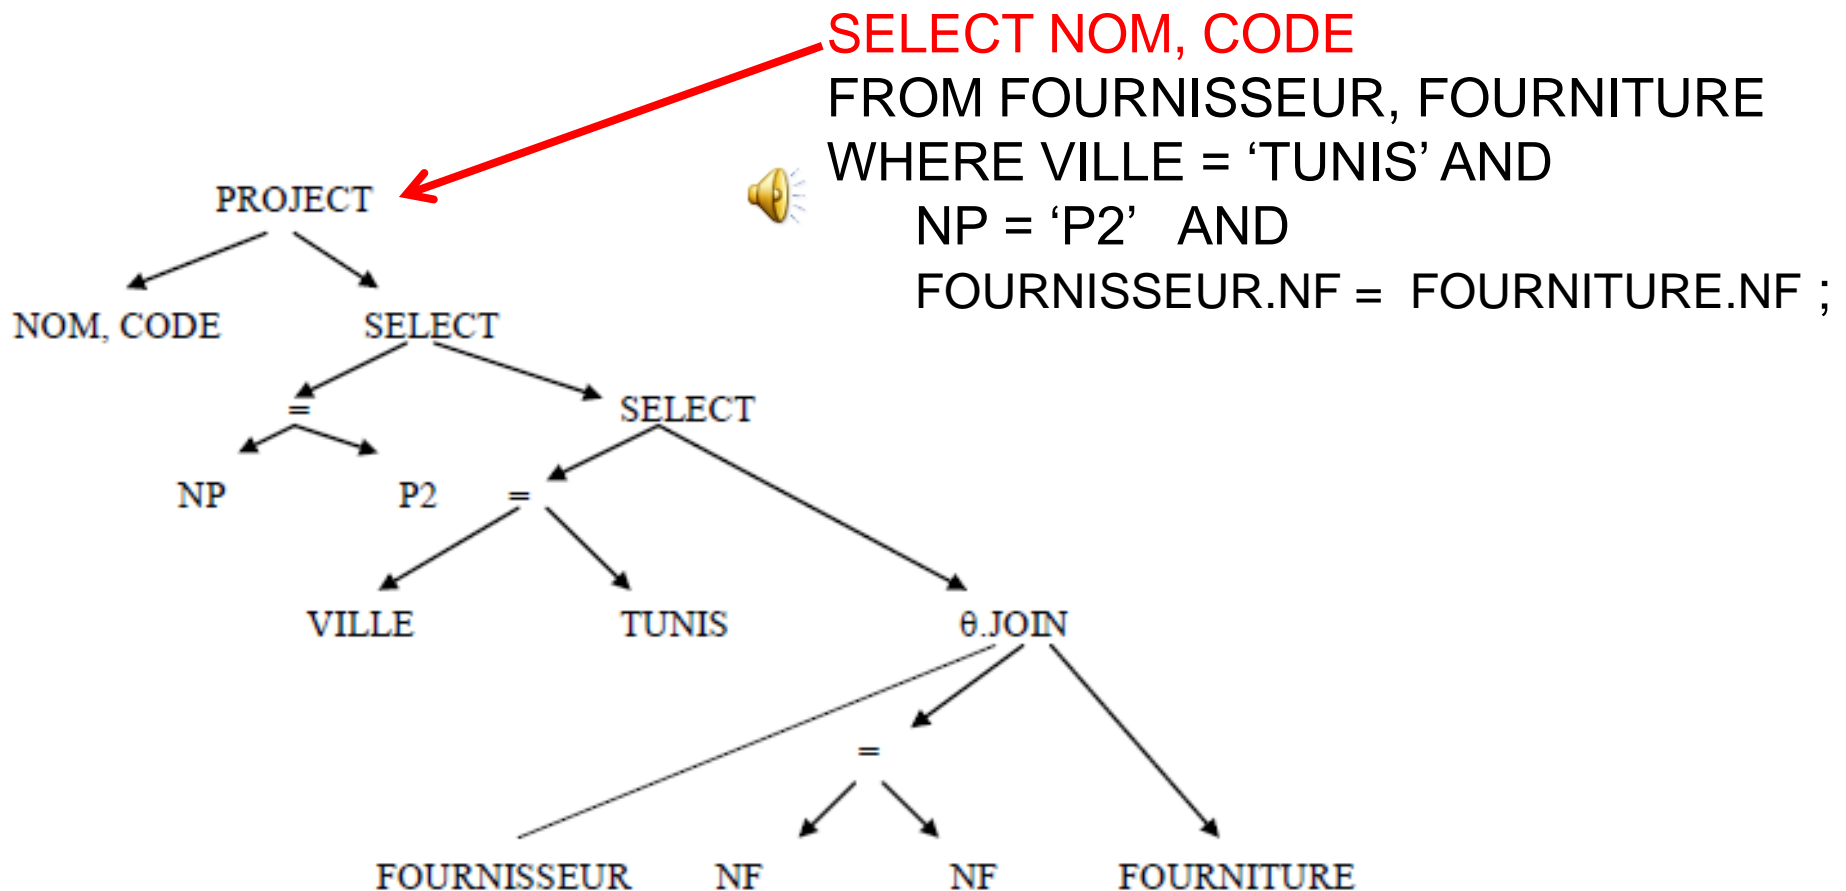 SELECT NOM, CODE
FROM FOURNISSEUR, FOURNITURE
WHERE VILLE = ‘TUNIS’ AND
NP = ‘P2’ AND
FOURNISSEUR.NF = FOURNITURE.NF ;
PROJECT
NOM, CODE SELECT
= SELECT
NP P2 =
VILLE TUNIS θ.JOIN
=
FOURNISSEUR NF NF FOURNITURE